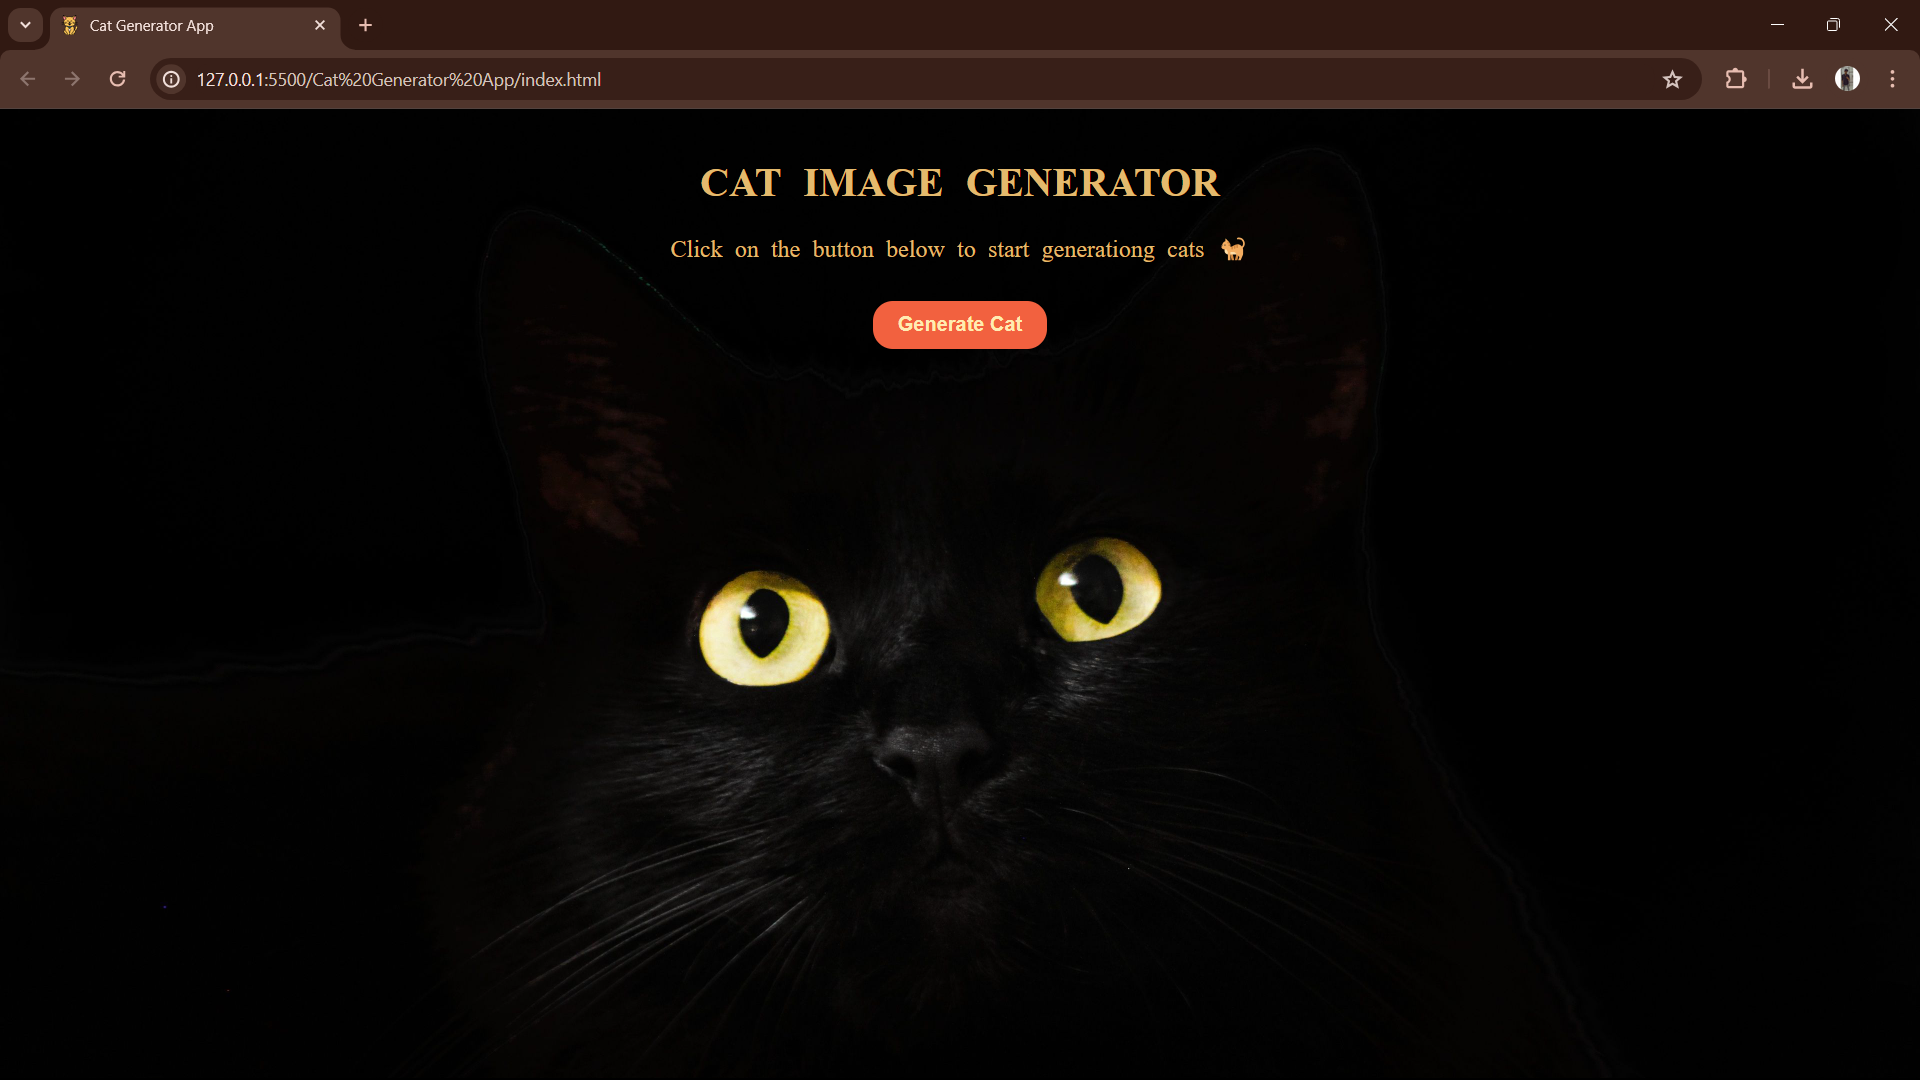 Cat Generator App
127.0.0.1:5500/Cat%20Generator%20App/index.html
CAT IMAGE GENERATOR
Click on the button below to start generationg cats 🐈
Generate Cat